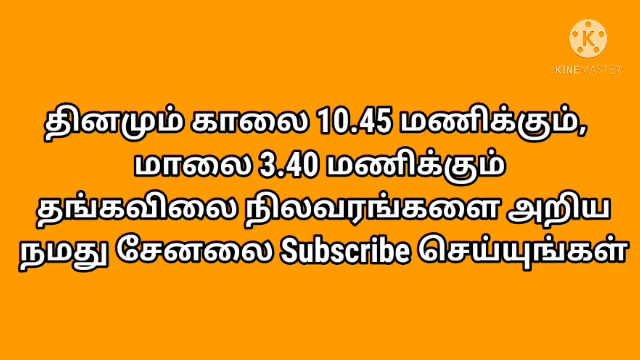 KINEMASTER
தினமும் காலை 10.45 மணிக்கும்,
மாலை 3.40 மணிக்கும்
தங்கவிலை நிலவரங்களை அறிய
நமது சேனலை Subscribe செய்யுங்கள்